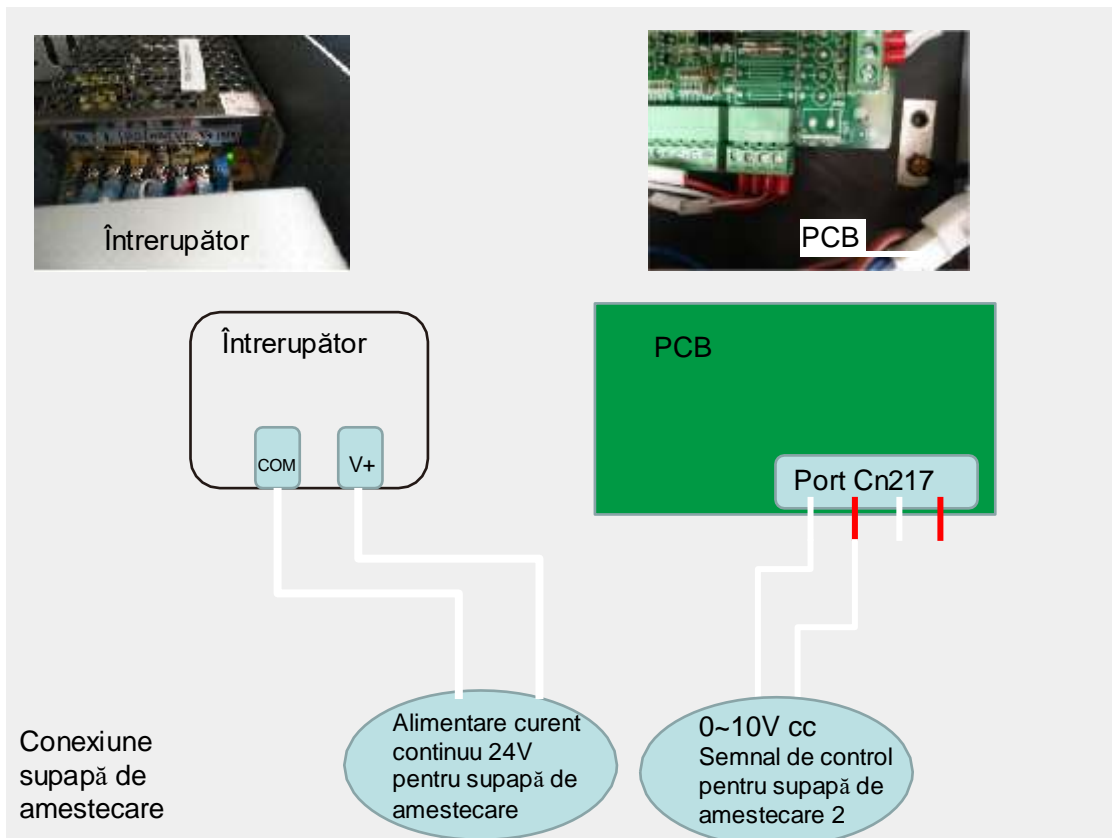 Întrerupător
PCB
Întrerupător
PCB
COM
V+
Port Cn217
Alimentare curent
continuu 24V
pentru supapă de
amestecare
0~10V cc
Semnal de control
pentru supapă de
amestecare 2
Conexiune
supapă de
amestecare